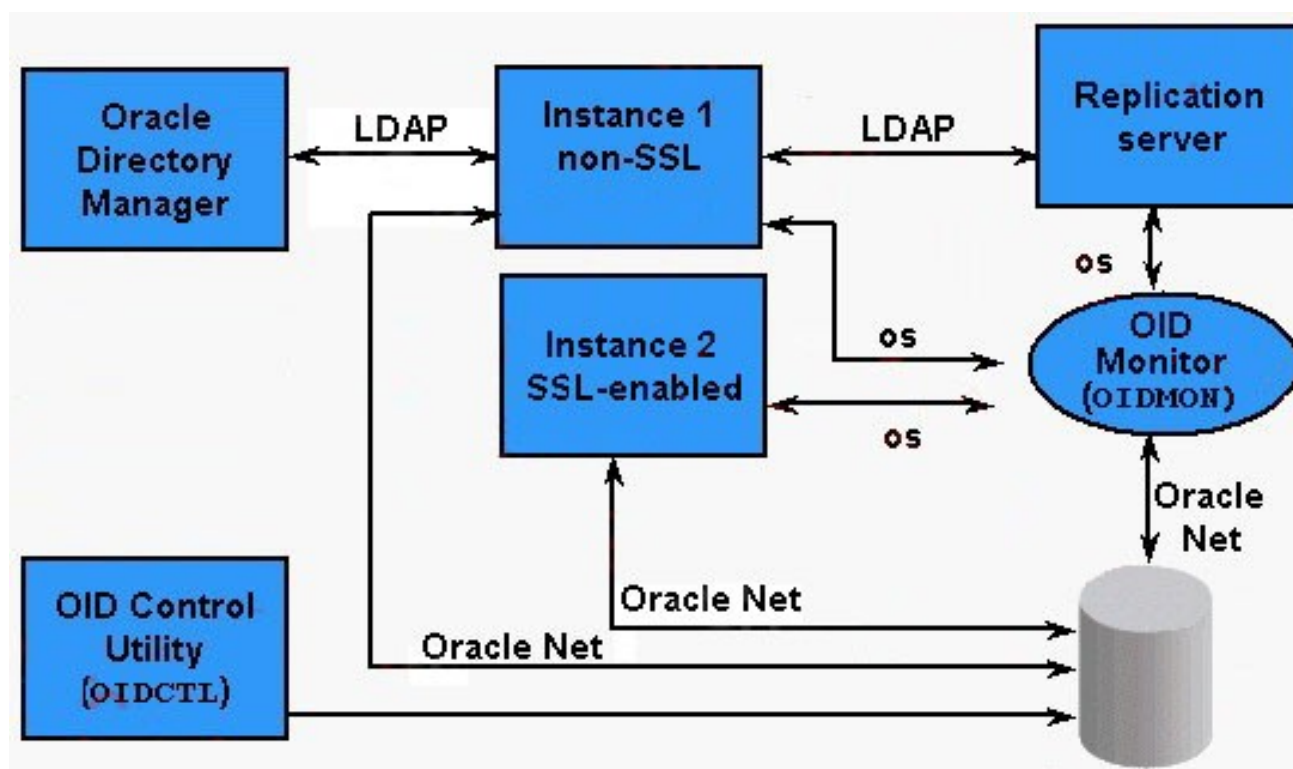 Oracle
Directory
Manager
LDAP
Instance 1
non-SSL
LDAP
Replication
server
os
Instance 2
SSL-enabled
os
os
OID
Monitor
(OIDMON)
Oracle
Net
OID Control
Utility
(OIDCTL)
Oracle Net
Oracle Net